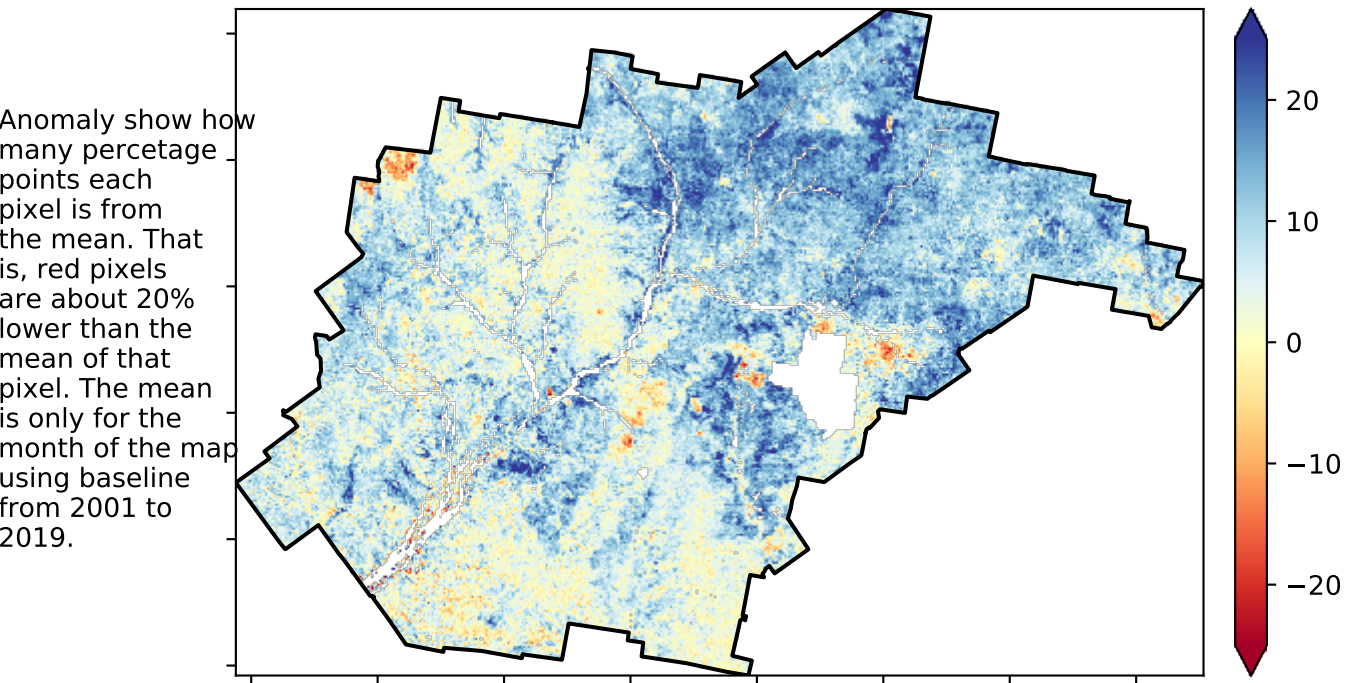 Anomaly show how
many percetage
points each
pixel is from
the mean. That
is, red pixels
are about 20%
lower than the
mean of that
pixel. The mean
is only for the
month of the map
using baseline
from 2001 to
2019.
20
10
0
−10
−20